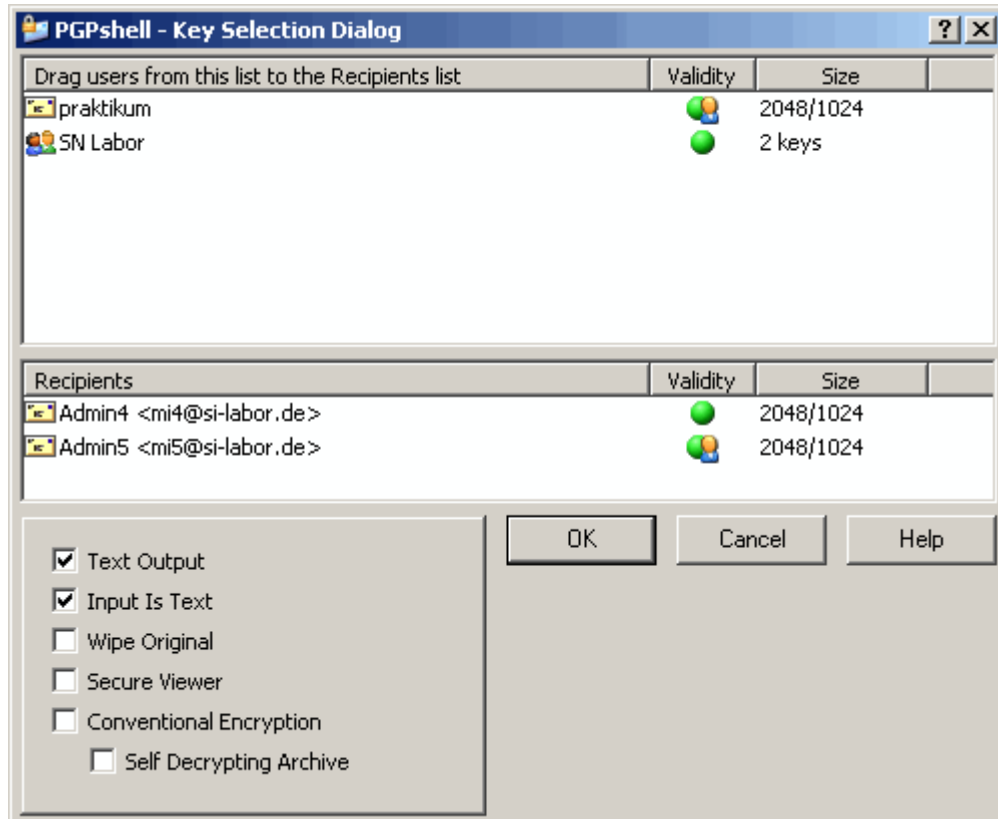 PGPshell - Key Selection Dialog
Drag users from this list to the Recipients list Validity Size
praktikum 2048/1024
SN Labor 2 keys
Recipients Validity Size
Admin4 <mi4@si-labor.de> 2048/1024
Admin5 <mi5@si-labor.de> 2048/1024
OK Cancel Help
Text Output
Input Is Text
Wipe Original
Secure Viewer
Conventional Encryption
Self Decrypting Archive